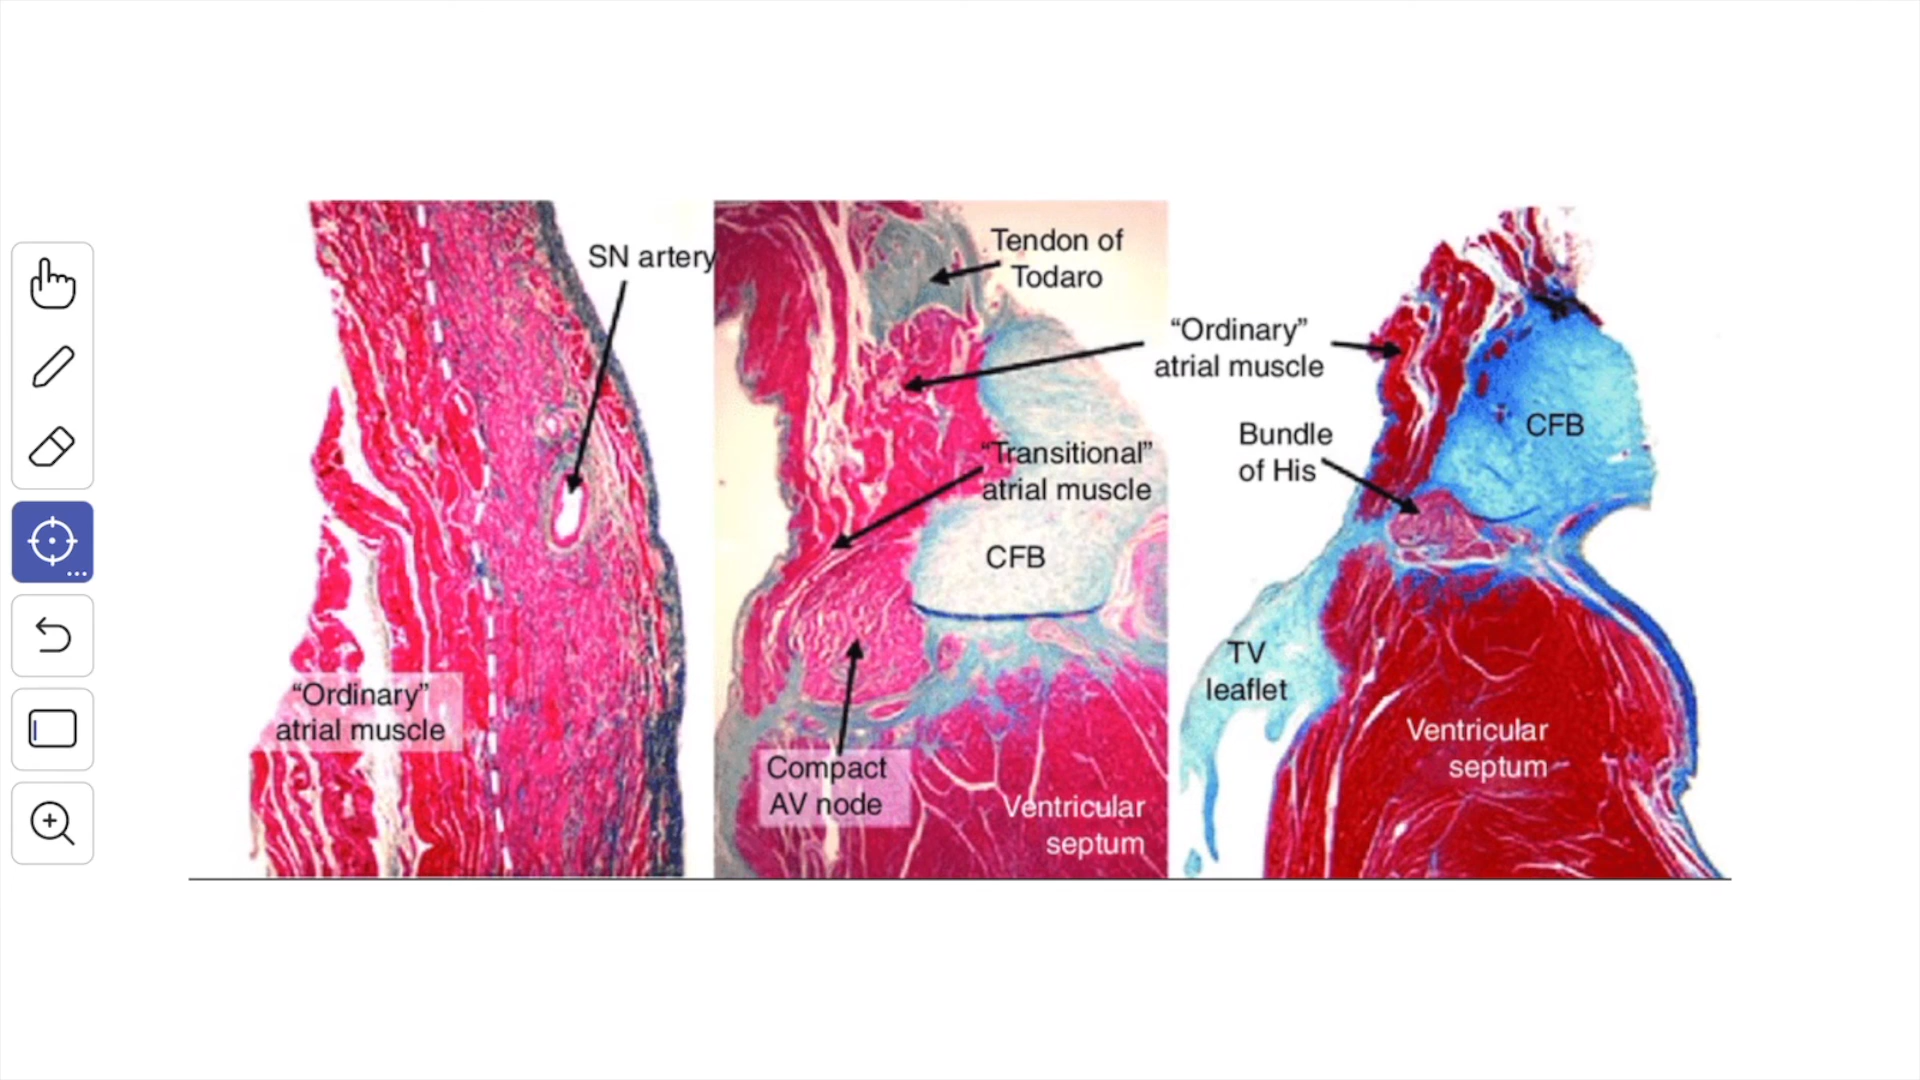 SN artery
“Ordinary”
atrial muscle
Tendon of
Todaro
“Ordinary”
atrial muscle
“Transitional”
atrial muscle
CFB
Compact
AV node
Ventricular
septum
Bundle
of His
CFB
TV
leaflet
Ventricular
septum